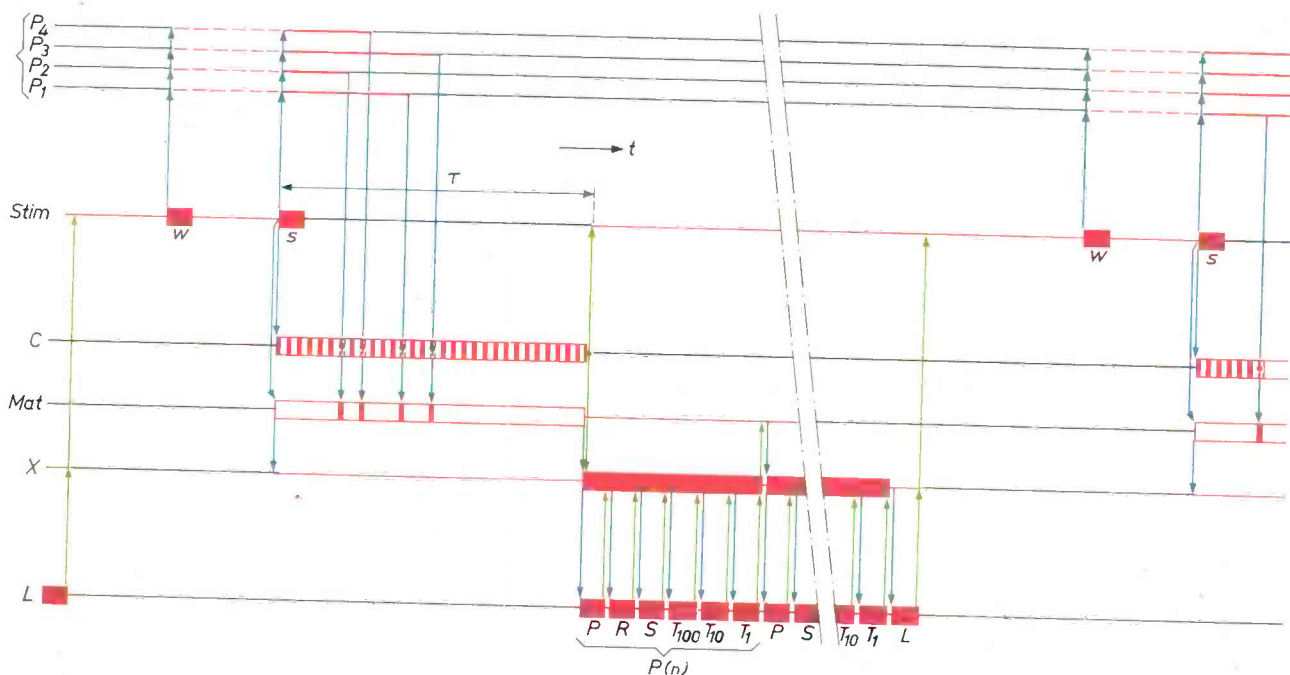 P4
P3
P2
P1
t
τ
Stim
w
s
w
s
C
Mat
X
L
P R S T100 T10 T1 P S T10 T1 L
P(n)